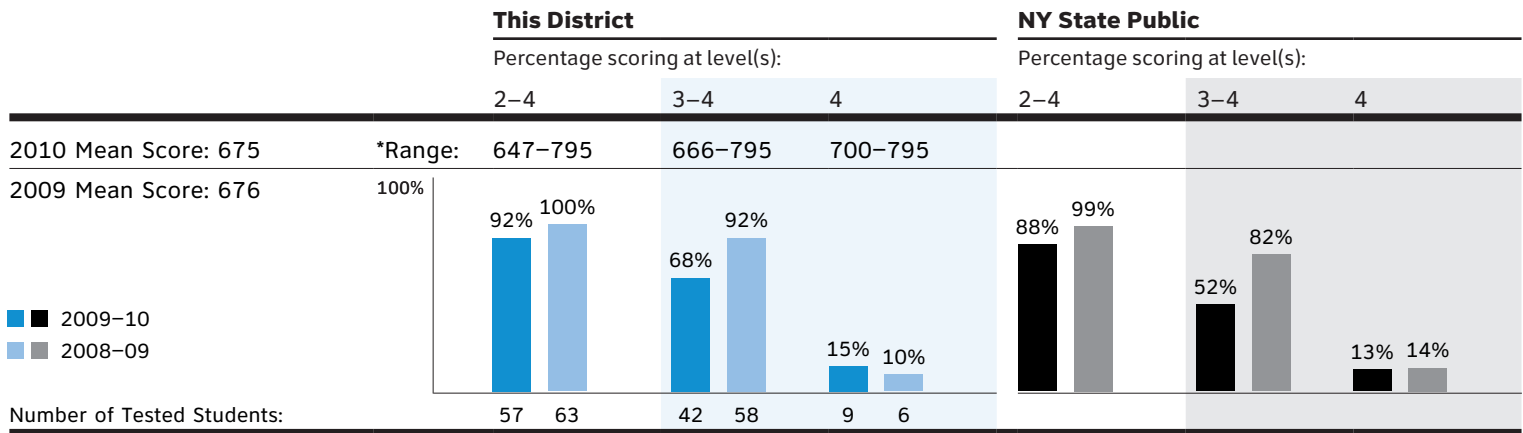 This District NY State Public
Percentage scoring at level(s): Percentage scoring at level(s):
2–4 3–4 4 2–4 3–4 4
2010 Mean Score: 675 *Range: 647–795 666–795 700–795
2009 Mean Score: 676 100%
92% 100% 68% 92% 15% 10% 88% 99% 52% 82% 13% 14%
2009–10
2008–09
Number of Tested Students: 57 63 42 58 9 6